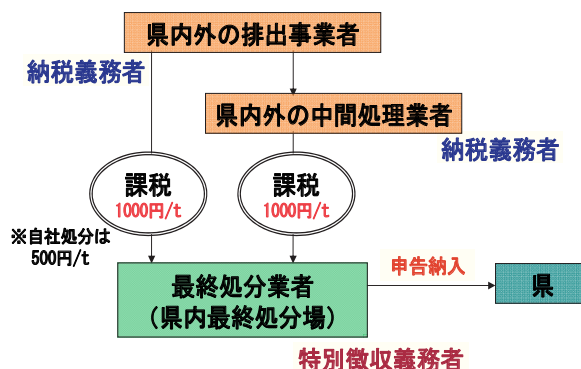 県内外の排出事業者
納税義務者
県内外の中間処理業者
納税義務者
課税
1000円/t
課税
1000円/t
※自社処分は
500円/t
最終処分業者
（県内最終処分場）
申告納入
県
特別徴収義務者